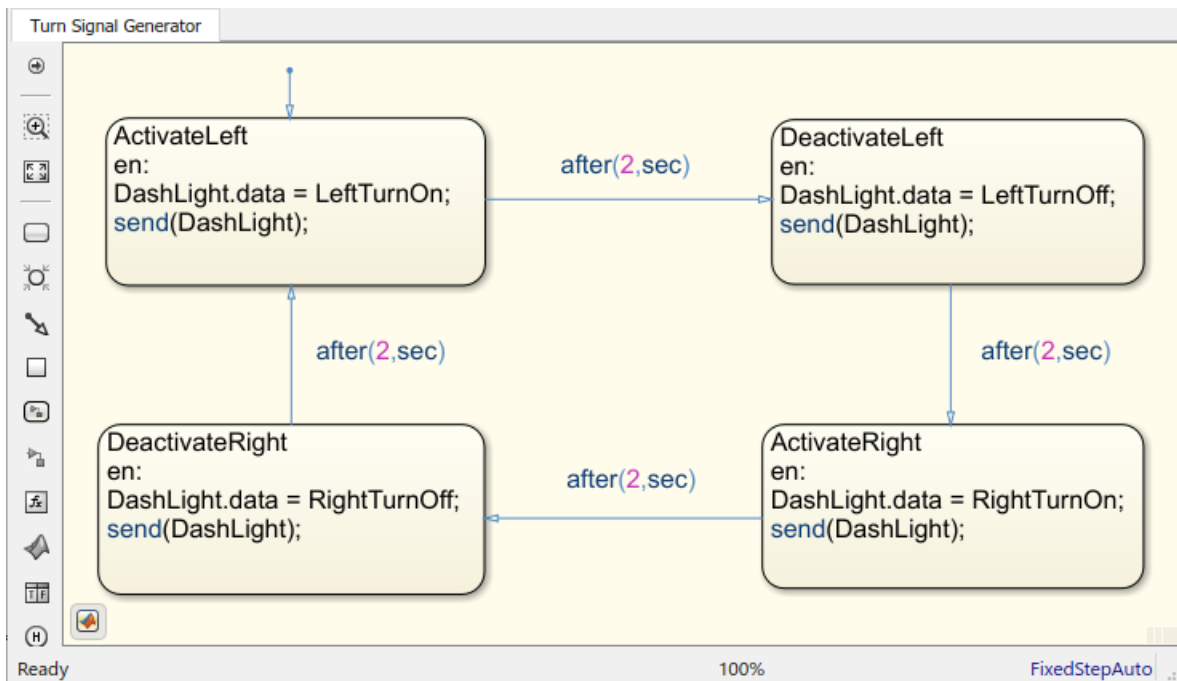 Turn Signal Generator
ActivateLeft
en:
DashLight.data = LeftTurnOn;
send(DashLight);
after(2,sec)
DeactivateLeft
en:
DashLight.data = LeftTurnOff;
send(DashLight);
after(2,sec)
after(2,sec)
DeactivateRight
en:
DashLight.data = RightTurnOff;
send(DashLight);
after(2,sec)
ActivateRight
en:
DashLight.data = RightTurnOn;
send(DashLight);
fx
T F
H
Ready
100%
FixedStepAuto